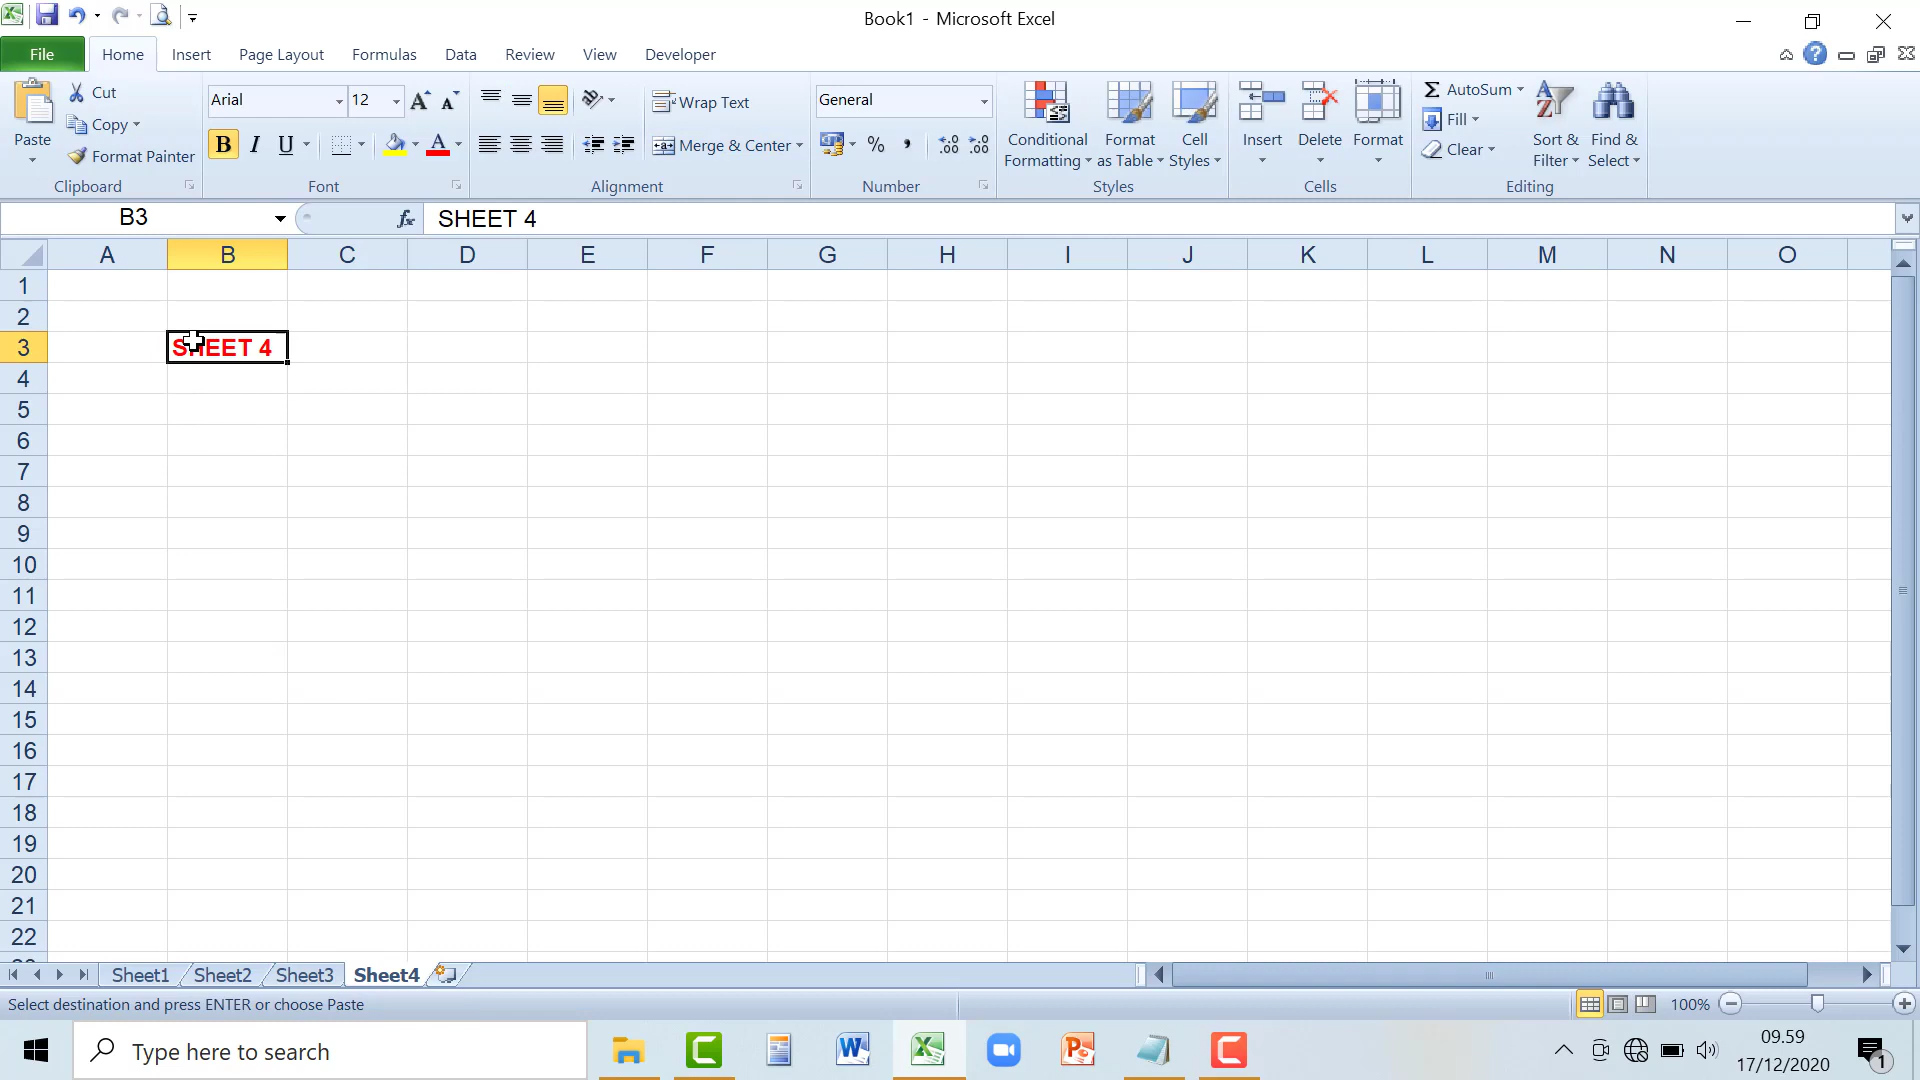 Book1 - Microsoft Excel
File Home Insert Page Layout Formulas Data Review View Developer
Paste
Cut
Copy
Format Painter
Clipboard
Arial 12
B I U A
Font
Wrap Text
Merge & Center
Alignment
General
% ,
Number
Conditional Formatting
Format as Table
Cell Styles
Styles
Insert Delete Format
Cells
Σ AutoSum
Fill
Clear
Sort & Filter
Find & Select
Editing
B3 fx SHEET 4
A B C D E F G H I J K L M N O
1
2
3 SHEET 4
4
5
6
7
8
9
10
11
12
13
14
15
16
17
18
19
20
21
22
Sheet1 Sheet2 Sheet3 Sheet4
Select destination and press ENTER or choose Paste 100%
Type here to search
09.59
17/12/2020
1